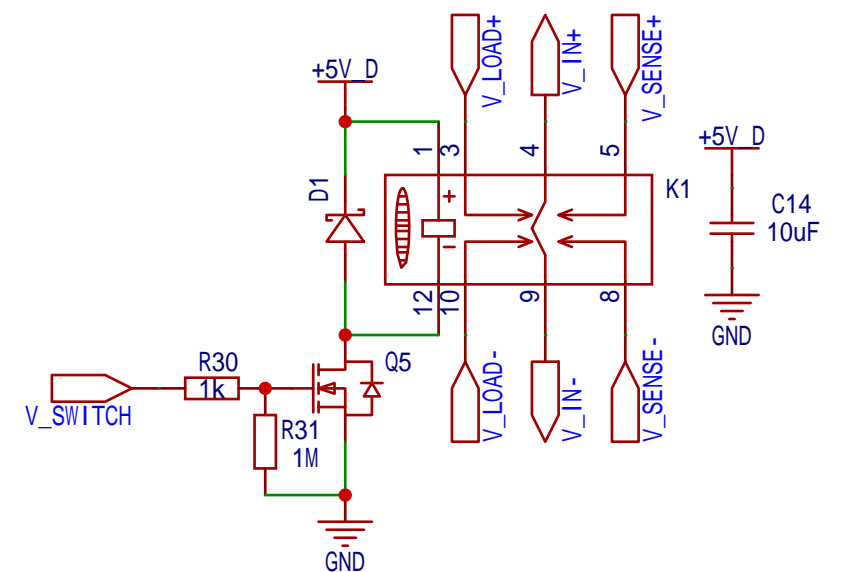 V_LOAD+
V_IN+
V_SENSE+
+5V_D
1
3
4
5
+5V_D
D1
+
K1
C14
10uF
-
12
10
9
8
GND
R30
1k
Q5
V_SWITCH
R31
1M
V_LOAD-
V_IN-
V_SENSE-
GND